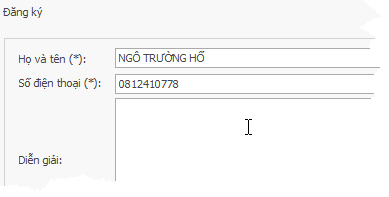 Đăng ký
Họ và tên (*): NGÔ TRƯỜNG HỔ
Số điện thoại (*): 0812410778
Diễn giải: